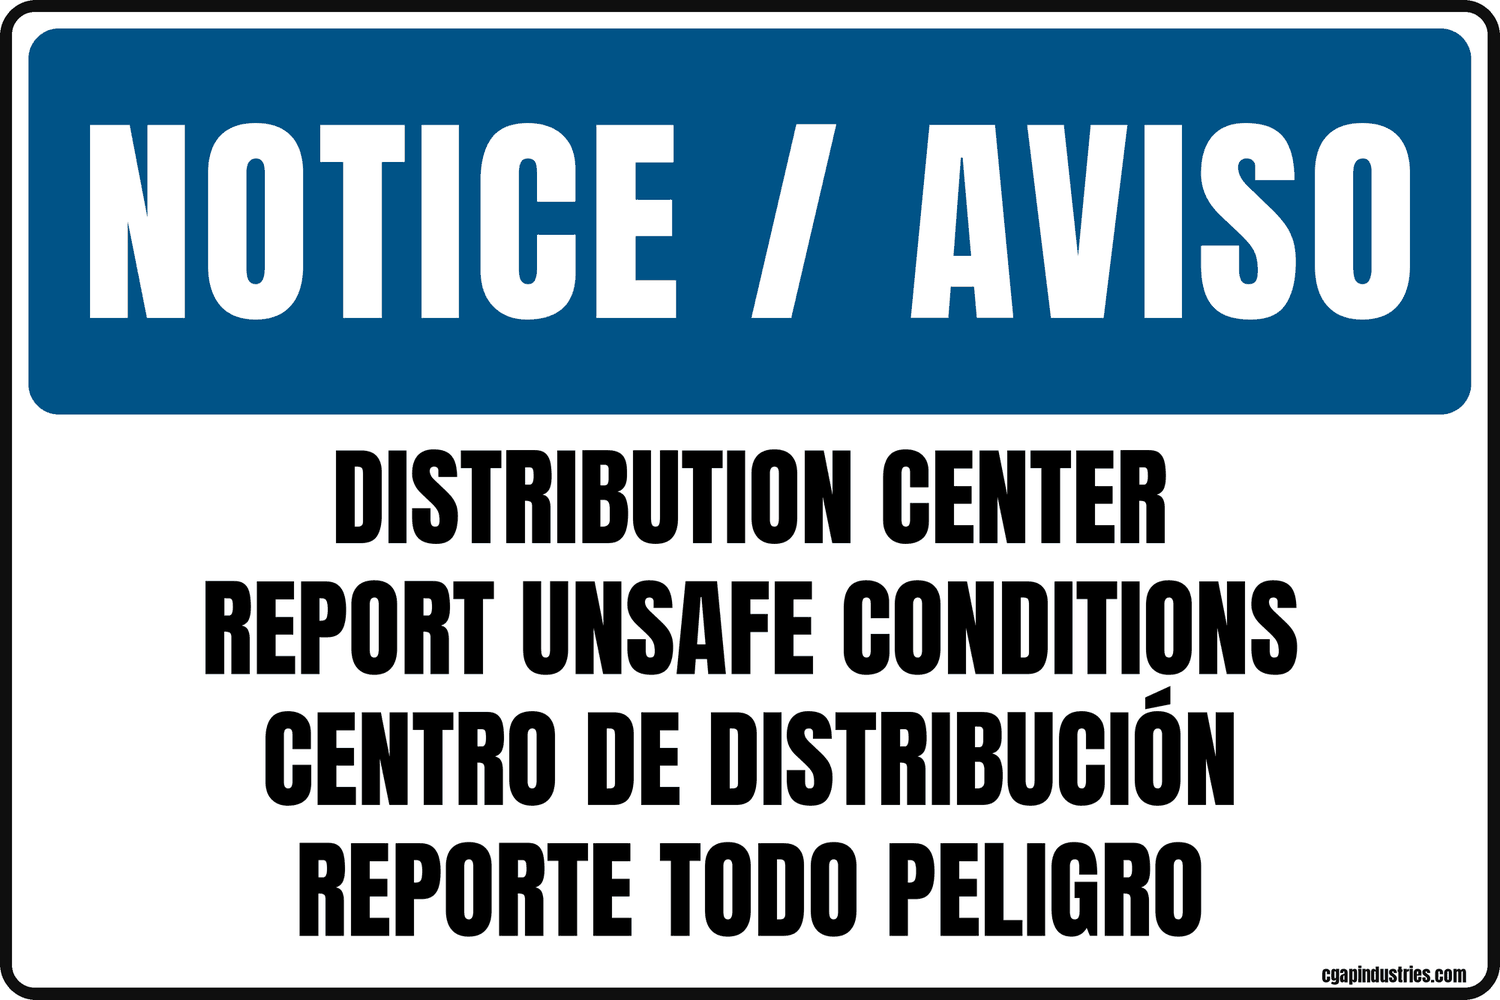 NOTICE / AVISO
DISTRIBUTION CENTER
REPORT UNSAFE CONDITIONS
CENTRO DE DISTRIBUCIÓN
REPORTE TODO PELIGRO
cgapindustries.com